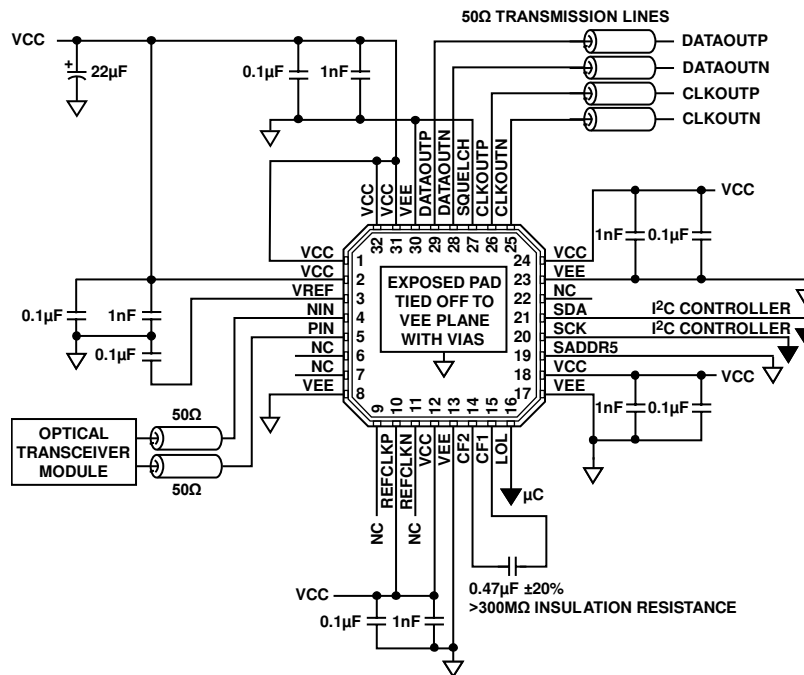 50Ω TRANSMISSION LINES
VCC
DATAOUTP
22µF
0.1µF
1nF
DATAOUTN
CLKOUTP
CLKOUTN
VCC
VCC
VEE
DATAOUTP
DATAOUTN
SQUELCH
CLKOUTP
CLKOUTN
32
31
30
29
28
27
26
25
VCC
1nF
0.1µF
VCC
1
VCC
2
VREF
3
NIN
4
PIN
5
NC
6
NC
7
VEE
8
0.1µF
1nF
0.1µF
EXPOSED PAD
TIED OFF TO
VEE PLANE
WITH VIAS
24
VCC
23
VEE
22
NC
21
SDA
I2C CONTROLLER
20
SCK
I2C CONTROLLER
19
SADDR5
18
VCC
VCC
17
VEE
1nF
0.1µF
OPTICAL
TRANSCEIVER
MODULE
50Ω
50Ω
9
10
11
12
13
14
15
16
NC
REFCLKP
REFCLKN
NC
VCC
VEE
CF2
CF1
LOL
µC
0.47µF ±20%
>300MΩ INSULATION RESISTANCE
VCC
0.1µF
1nF